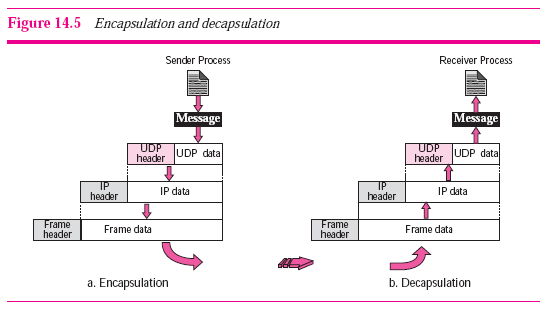 Figure 14.5 Encapsulation and decapsulation
Sender Process
Message
UDP header
UDP data
IP header
IP data
Frame header
Frame data
a. Encapsulation
Receiver Process
Message
UDP header
UDP data
IP header
IP data
Frame header
Frame data
b. Decapsulation